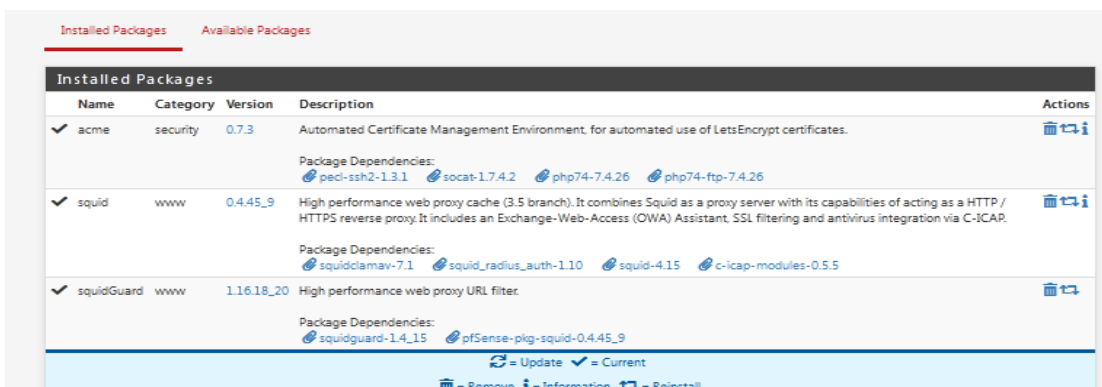 Installed Packages Available Packages
Installed Packages
Name Category Version Description Actions
acme security 0.7.3 Automated Certificate Management Environment, for automated use of LetsEncrypt certificates.
Package Dependencies:
pecl-ssh2-1.3.1 socat-1.7.4.2 php74-7.4.26 php74-ftp-7.4.26
squid www 0.4.45_9 High performance web proxy cache (3.5 branch). It combines Squid as a proxy server with its capabilities of acting as a HTTP /
HTTPS reverse proxy. It includes an Exchange-Web-Access (OWA) Assistant, SSL filtering and antivirus integration via C-ICAP.
Package Dependencies:
squidclamav-7.1 squid_radius_auth-1.10 squid-4.15 c-icap-modules-0.5.5
squidGuard www 1.16.18_20 High performance web proxy URL filter.
Package Dependencies:
squidguard-1.4_15 pfSense-pkg-squid-0.4.45_9
= Update = Current
= Remove = Information = Reinstall